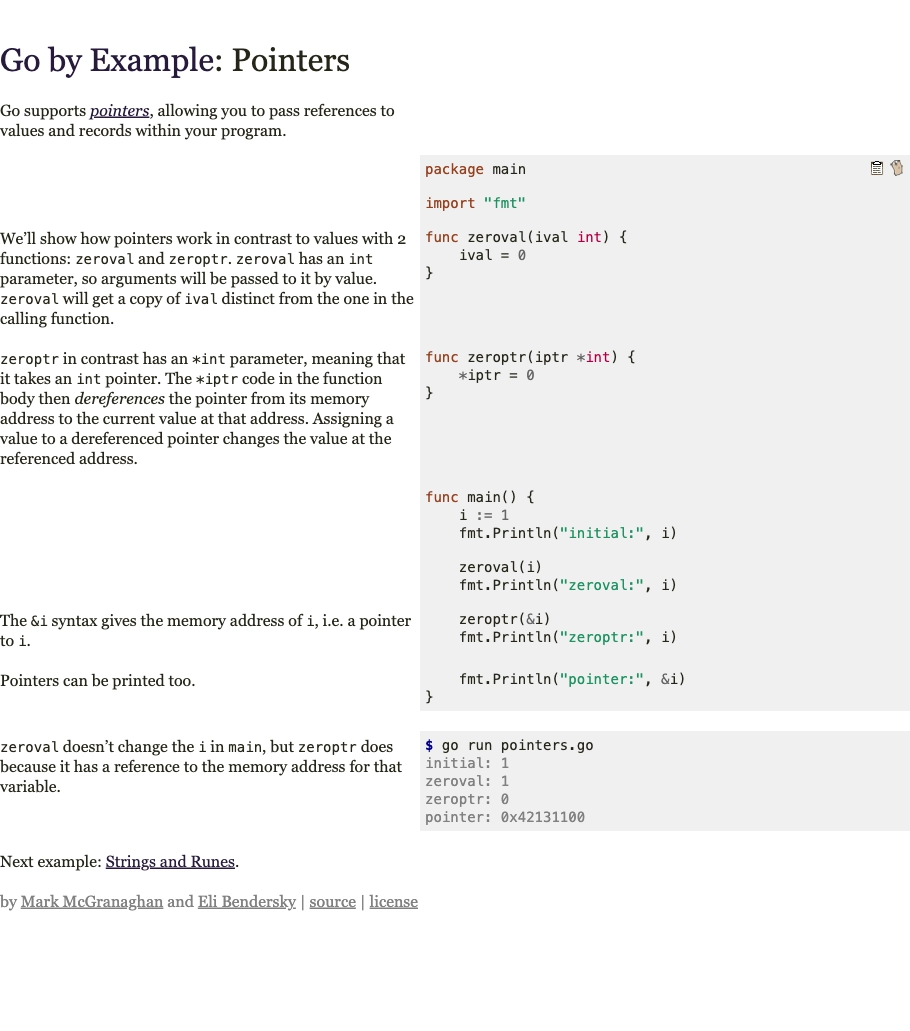 Go by Example: Pointers
Go supports pointers, allowing you to pass references to
values and records within your program.
package main
import "fmt"
We’ll show how pointers work in contrast to values with 2
functions: zeroval and zeroptr. zeroval has an int
parameter, so arguments will be passed to it by value.
zeroval will get a copy of ival distinct from the one in the
calling function.
func zeroval(ival int) {
    ival = 0
}
zeroptr in contrast has an *int parameter, meaning that
it takes an int pointer. The *iptr code in the function
body then dereferences the pointer from its memory
address to the current value at that address. Assigning a
value to a dereferenced pointer changes the value at the
referenced address.
func zeroptr(iptr *int) {
    *iptr = 0
}
func main() {
    i := 1
    fmt.Println("initial:", i)
    zeroval(i)
    fmt.Println("zeroval:", i)
The &i syntax gives the memory address of i, i.e. a pointer
to i.
    zeroptr(&i)
    fmt.Println("zeroptr:", i)
Pointers can be printed too.
    fmt.Println("pointer:", &i)
}
zeroval doesn’t change the i in main, but zeroptr does
because it has a reference to the memory address for that
variable.
$ go run pointers.go
initial: 1
zeroval: 1
zeroptr: 0
pointer: 0x42131100
Next example: Strings and Runes.
by Mark McGranaghan and Eli Bendersky | source | license